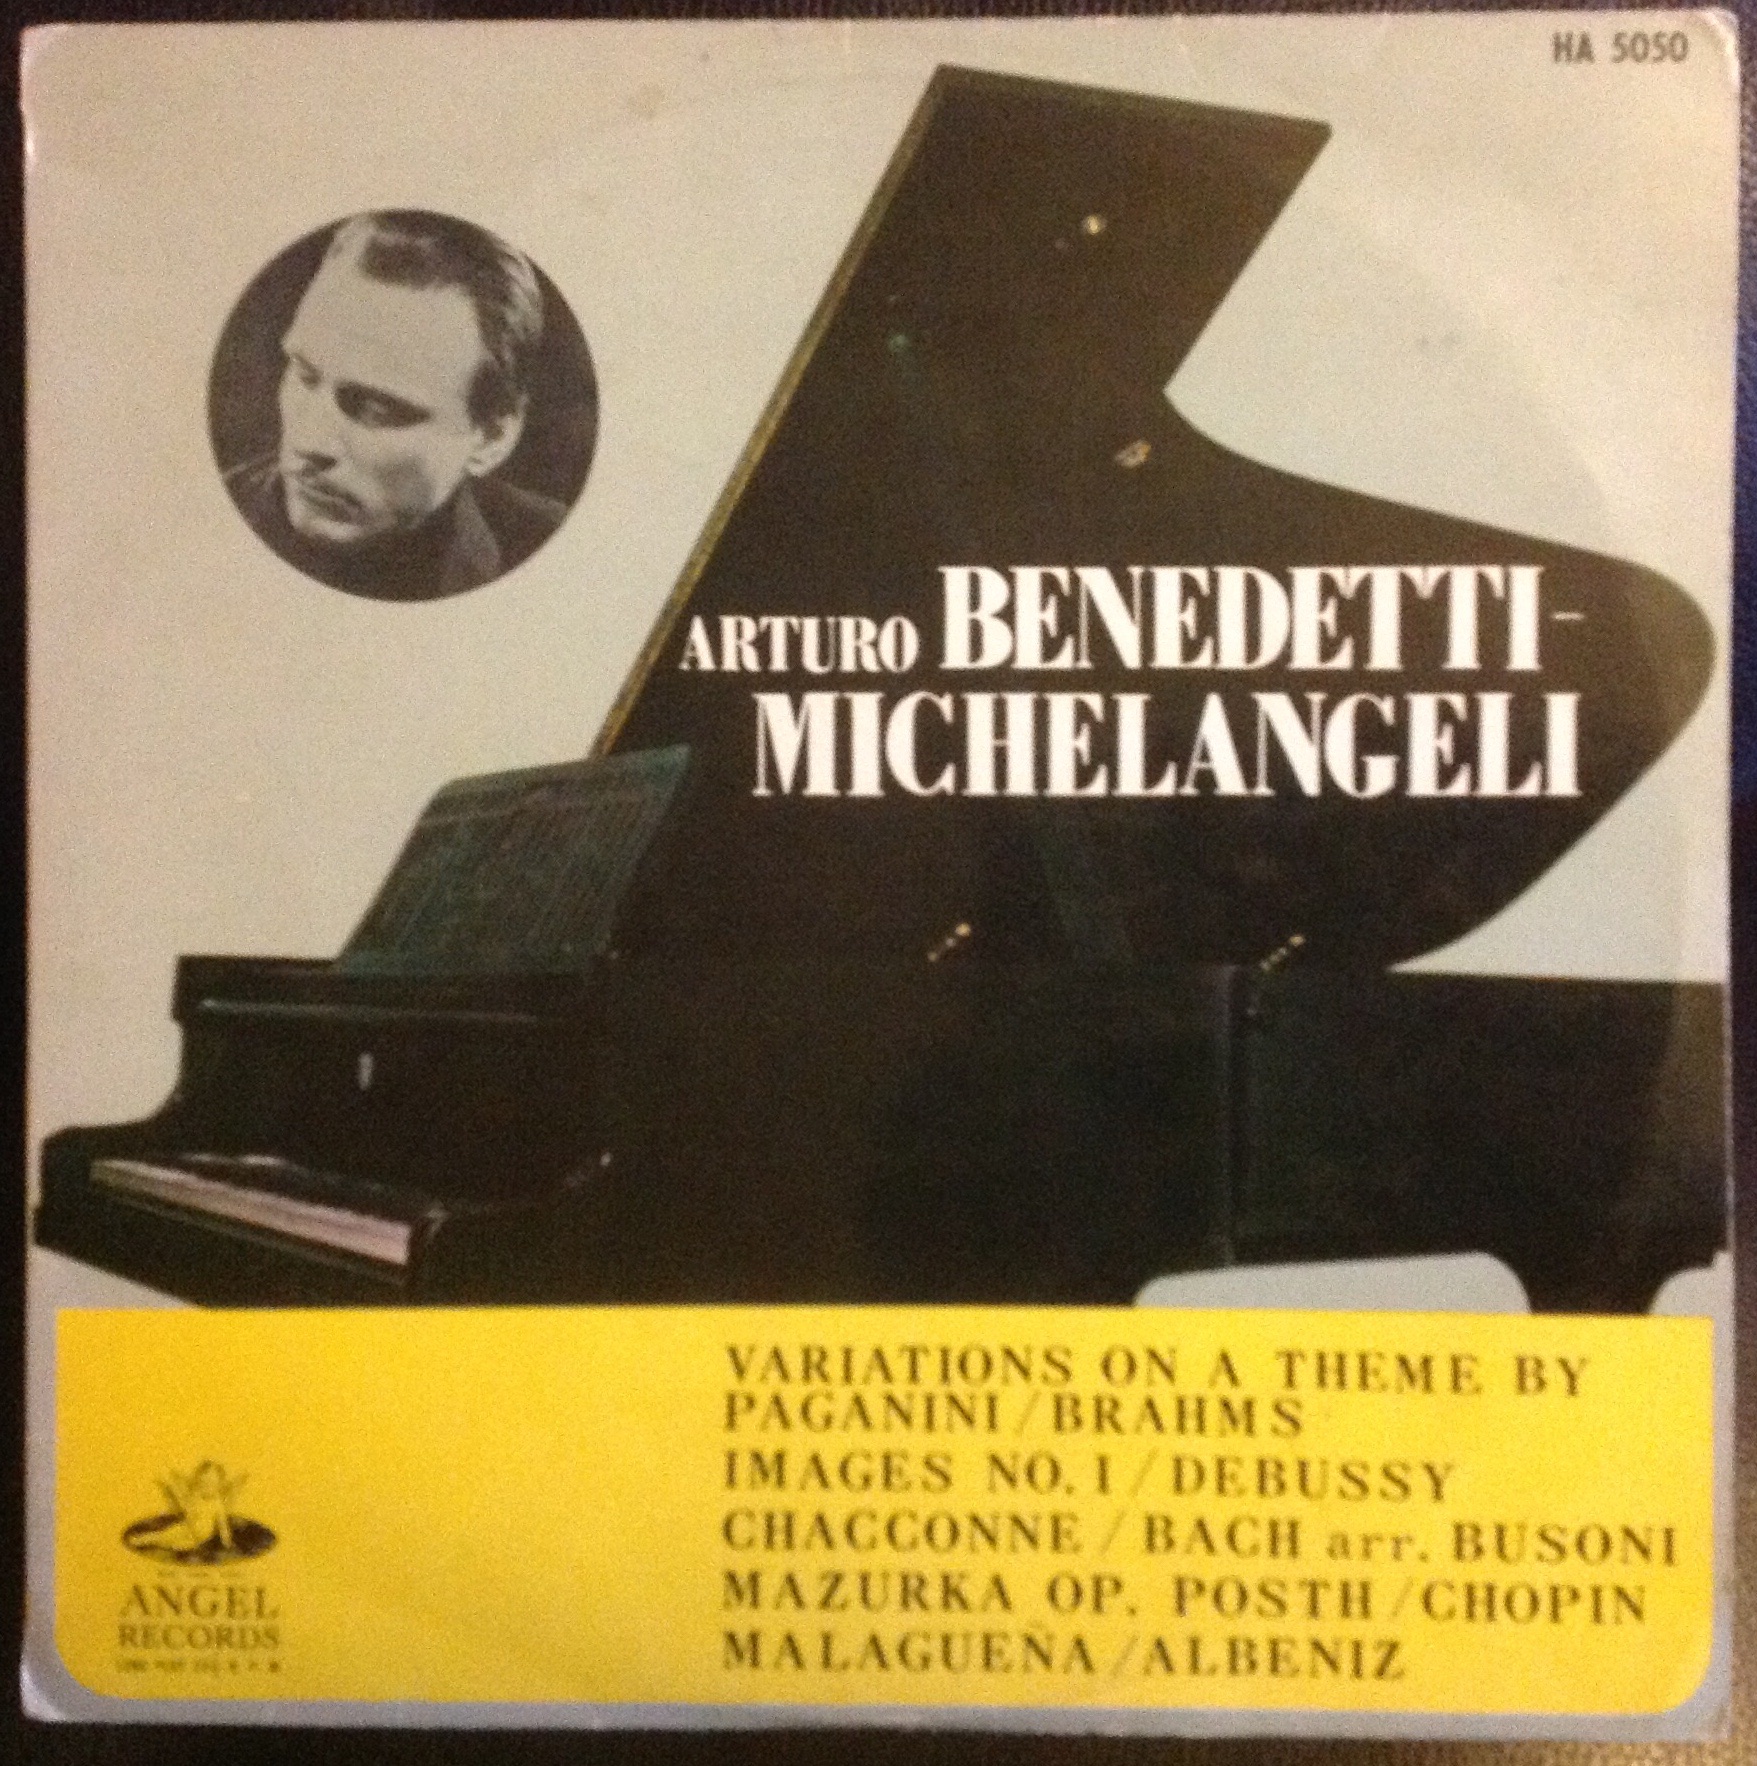 HA 5050
ARTURO BENEDETTI-
MICHELANGELI
VARIATIONS ON A THEME BY
PAGANINI/BRAHMS
IMAGES NO. 1/DEBUSSY
CHACCONNE/BACH arr. BUSONI
MAZURKA OP. POSTH/CHOPIN
MALAGUEÑA/ALBENIZ
ANGEL
RECORDS